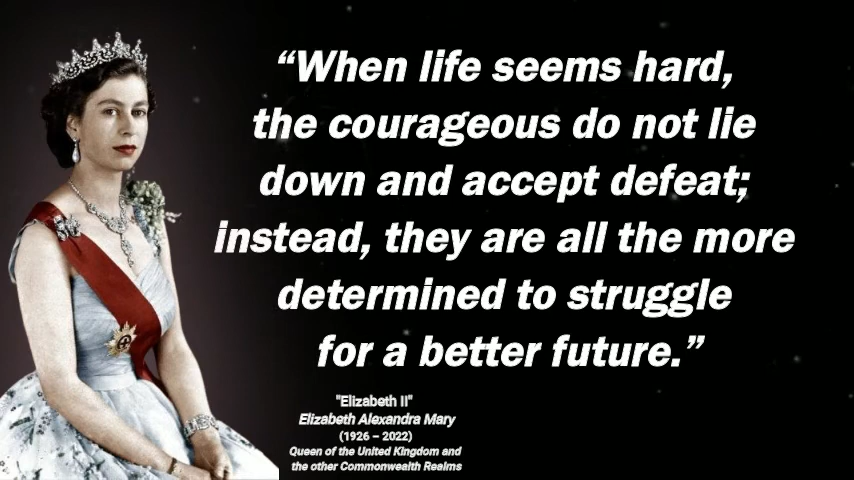 “When life seems hard,
the courageous do not lie
down and accept defeat;
instead, they are all the more
determined to struggle
for a better future.”
"Elizabeth II"
Elizabeth Alexandra Mary
(1926 – 2022)
Queen of the United Kingdom and
the other Commonwealth Realms